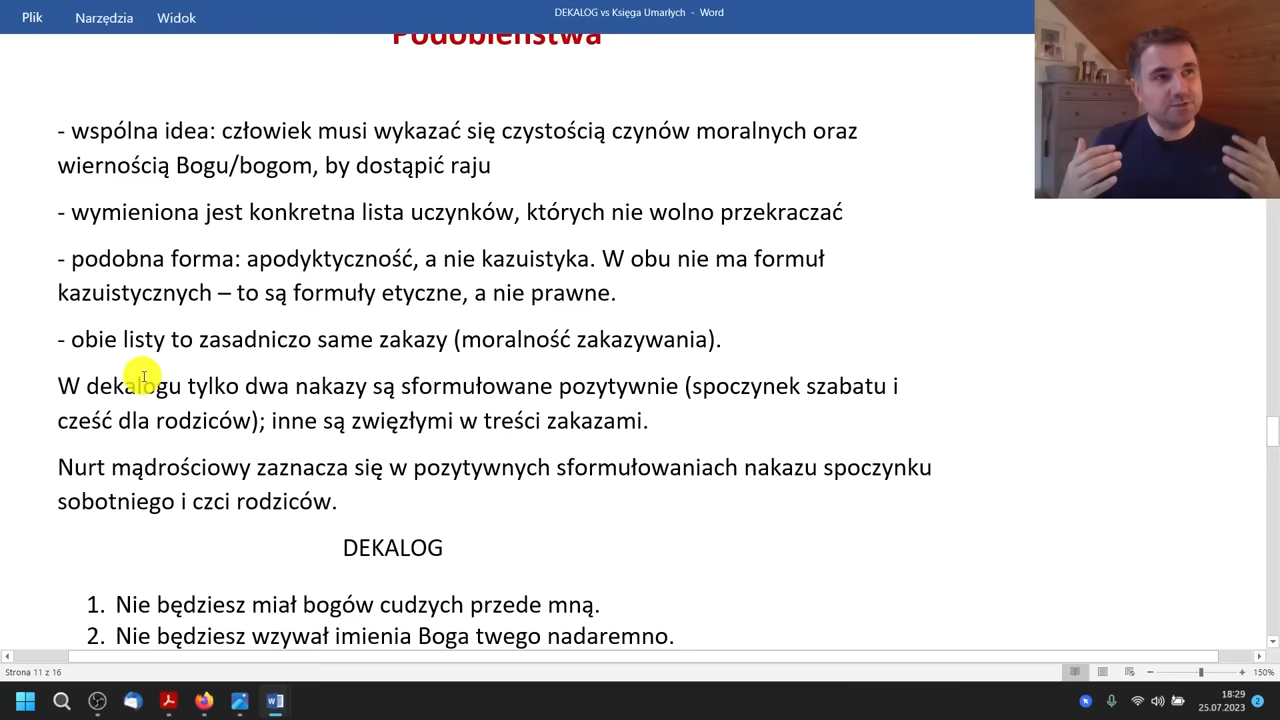 DEKALOG vs Księga Umarłych - Word
Plik Narzędzia Widok
Podobieństwa
- wspólna idea: człowiek musi wykazać się czystością czynów moralnych oraz
wiernością Bogu/bogom, by dostąpić raju
- wymieniona jest konkretna lista uczynków, których nie wolno przekraczać
- podobna forma: apodyktyczność, a nie kazuistyka. W obu nie ma formuł
kazuistycznych – to są formuły etyczne, a nie prawne.
- obie listy to zasadniczo same zakazy (moralność zakazywania).
W dekalogu tylko dwa nakazy są sformułowane pozytywnie (spoczynek szabatu i
cześć dla rodziców); inne są zwięzłymi w treści zakazami.
Nurt mądrościowy zaznacza się w pozytywnych sformułowaniach nakazu spoczynku
sobotniego i czci rodziców.
DEKALOG
1. Nie będziesz miał bogów cudzych przede mną.
2. Nie będziesz wzywał imienia Boga twego nadaremno.
Strona 11 z 16
150%
18:29
25.07.2023
2